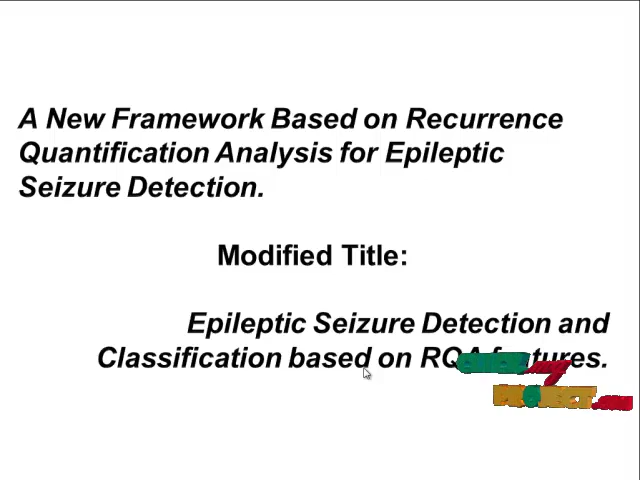 A New Framework Based on Recurrence
Quantification Analysis for Epileptic
Seizure Detection.
Modified Title:
Epileptic Seizure Detection and
Classification based on RQA features.